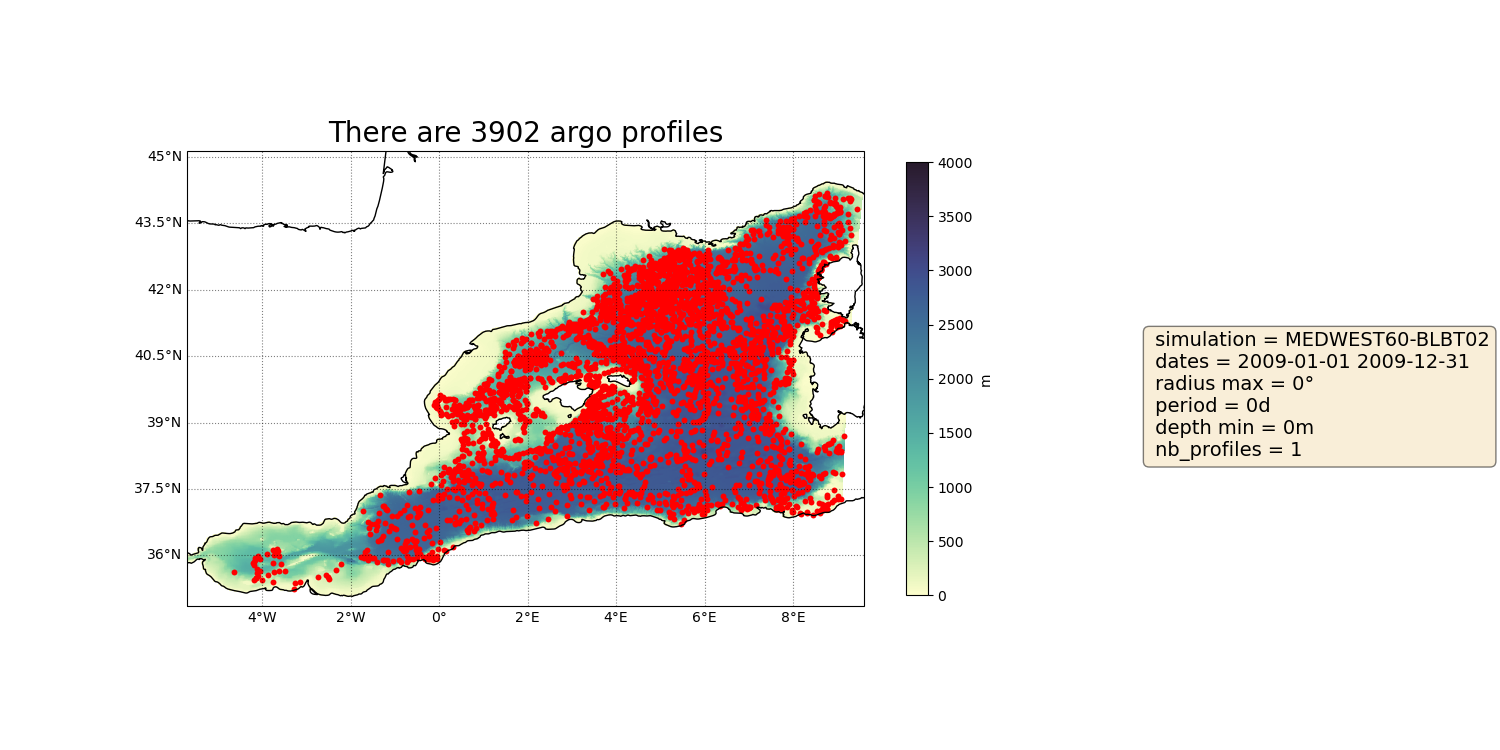 There are 3902 argo profiles
45°N
43.5°N
42°N
40.5°N
39°N
37.5°N
36°N
4°W
2°W
0°
2°E
4°E
6°E
8°E
4000
3500
3000
2500
2000
1500
1000
500
0
m
simulation = MEDWEST60-BLBT02
dates = 2009-01-01 2009-12-31
radius max = 0°
period = 0d
depth min = 0m
nb_profiles = 1